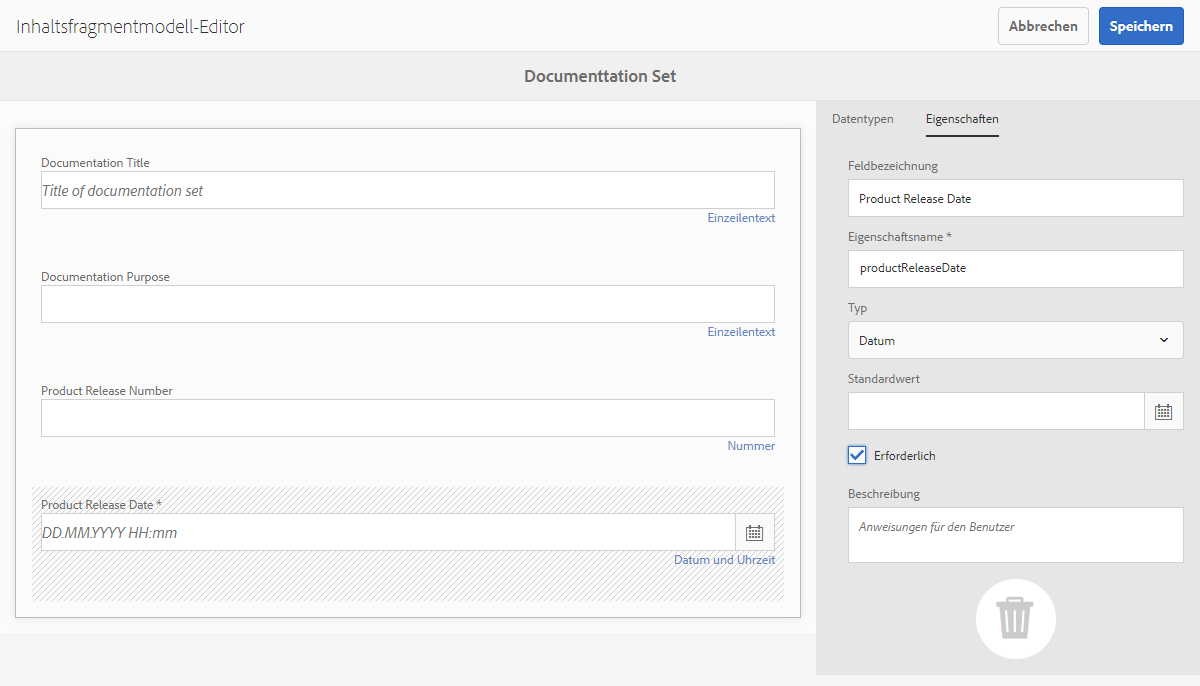 Inhaltsfragmentmodell-Editor
Abbrechen
Speichern
Documenttation Set
Documentation Title
Title of documentation set
Einzeilentext
Documentation Purpose
Einzeilentext
Product Release Number
Nummer
Product Release Date *
DD.MM.YYYY HH:mm
Datum und Uhrzeit
Datentypen
Eigenschaften
Feldbezeichnung
Product Release Date
Eigenschaftsname *
productReleaseDate
Typ
Datum
Standardwert
Erforderlich
Beschreibung
Anweisungen für den Benutzer